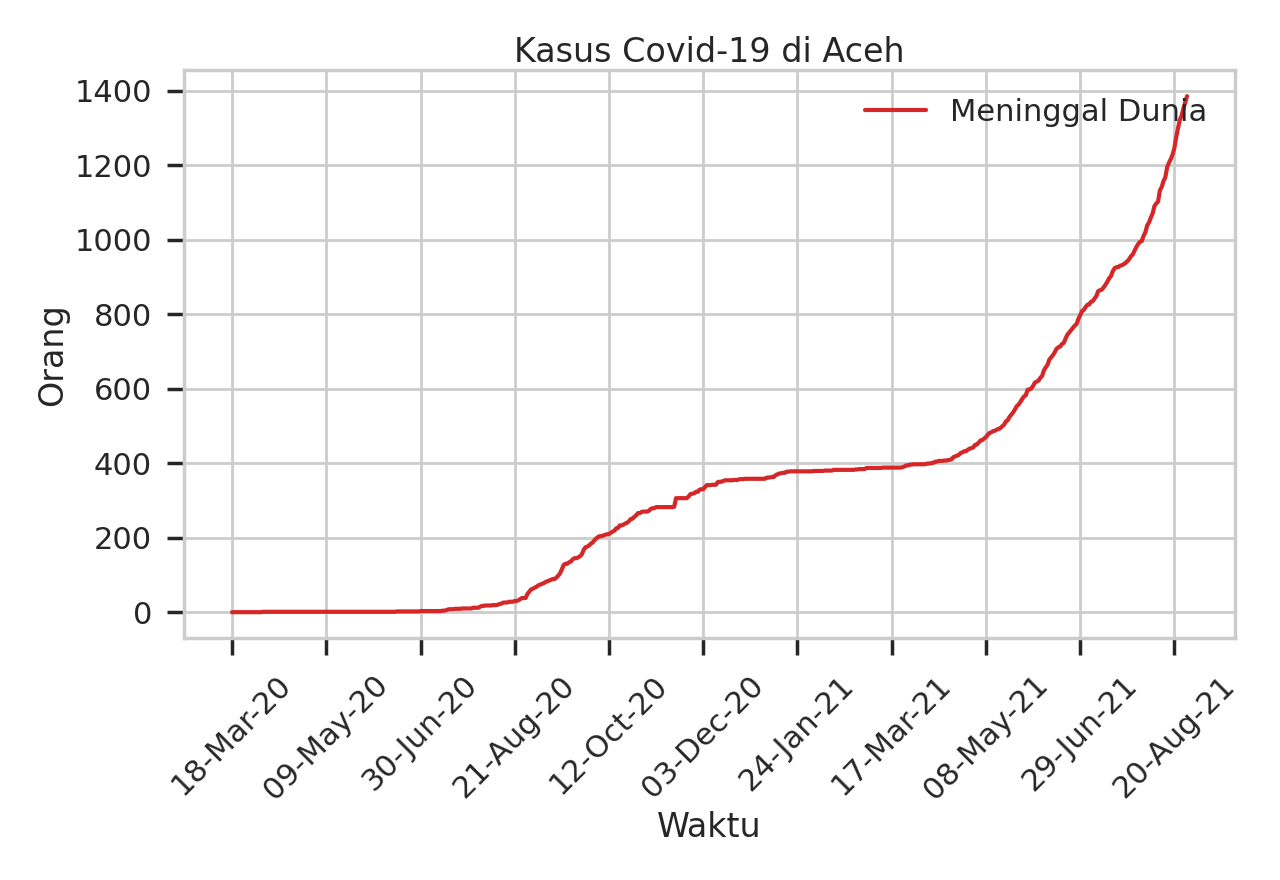 Kasus Covid-19 di Aceh
Meninggal Dunia
Orang
1400
1200
1000
800
600
400
200
0
18-Mar-20
09-May-20
30-Jun-20
21-Aug-20
12-Oct-20
03-Dec-20
24-Jan-21
17-Mar-21
08-May-21
29-Jun-21
20-Aug-21
Waktu